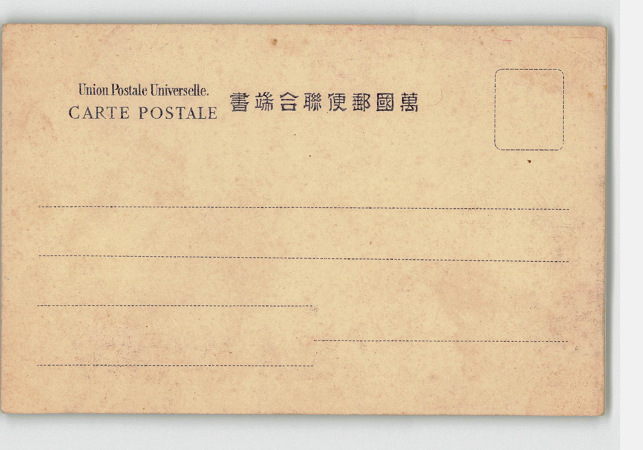 Union Postale Universelle.
CARTE POSTALE
萬國郵便聯合端書